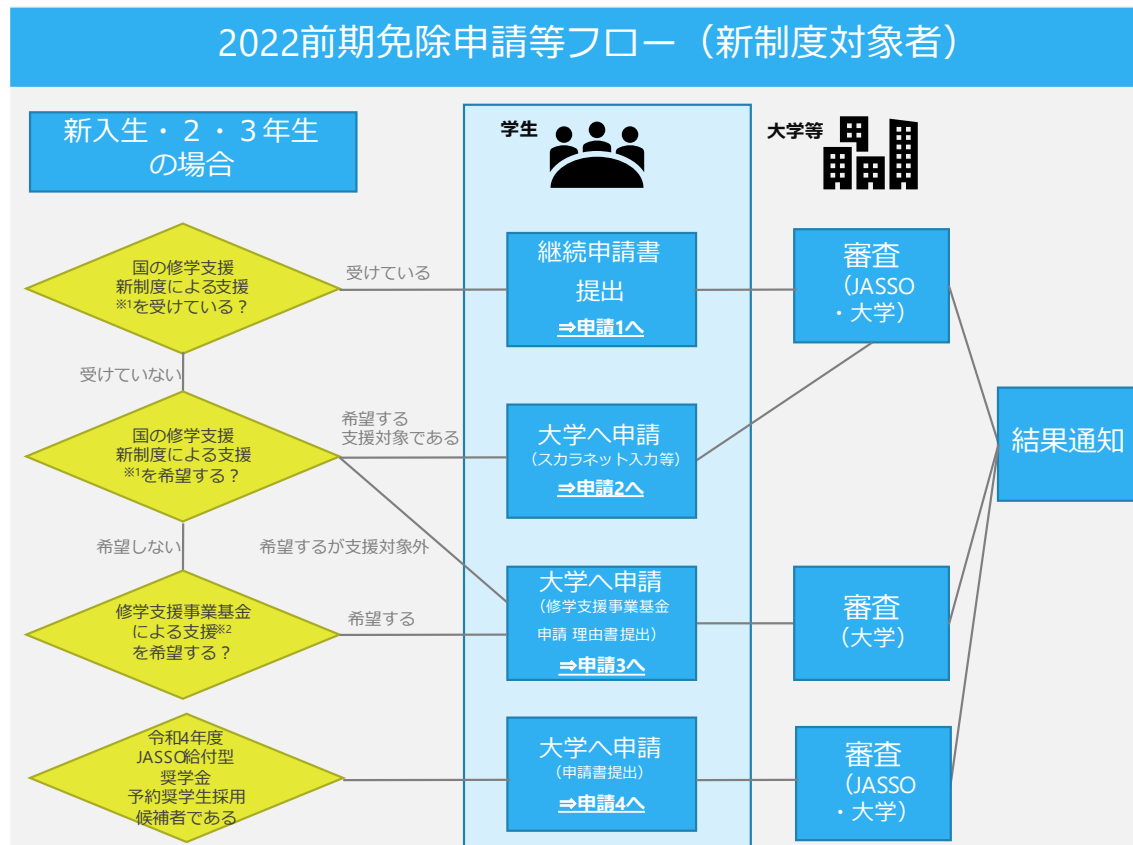 2022前期免除申請等フロー（新制度対象者）
新入生・２・３年生
の場合
学生
大学等
国の修学支援
新制度による支援
※1を受けている？
受けている
継続申請書
提出
⇒申請1へ
審査
（JASSO
・大学）
受けていない
国の修学支援
新制度による支援
※1を希望する？
希望する
支援対象である
大学へ申請
（スカラネット入力等）
⇒申請2へ
結果通知
希望しない
希望するが支援対象外
修学支援事業基金
による支援※2
を希望する？
希望する
大学へ申請
（修学支援事業基金
申請 理由書提出）
⇒申請3へ
審査
（大学）
令和4年度
JASSO給付型
奨学金
予約奨学生採用
候補者である
大学へ申請
（申請書提出）
⇒申請4へ
審査
（JASSO
・大学）